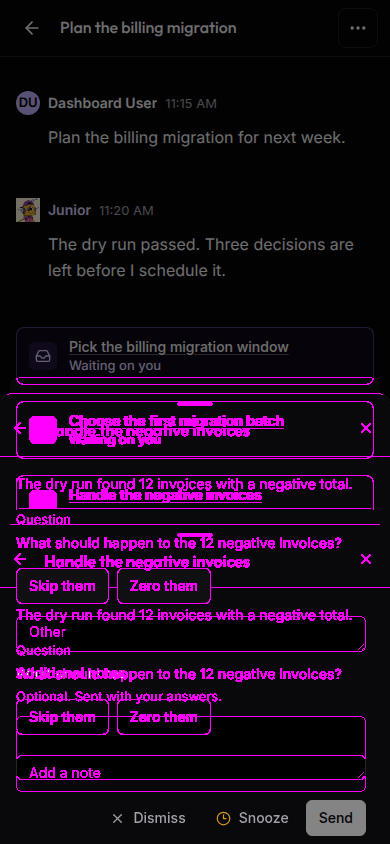 Plan the billing migration
DU Dashboard User 11:15 AM
Plan the billing migration for next week.
Junior 11:20 AM
The dry run passed. Three decisions are
left before I schedule it.
Pick the billing migration window
Waiting on you
Choose the first migration batch
Handle the negative invoices
Waiting on you
The dry run found 12 invoices with a negative total.
Handle the negative invoices
Question
What should happen to the 12 negative invoices?
Handle the negative invoices
Skip them
Zero them
The dry run found 12 invoices with a negative total.
Other
Question
What should happen to the 12 negative invoices?
Optional. Sent with your answers.
Skip them
Zero them
Add a note
Dismiss
Snooze
Send